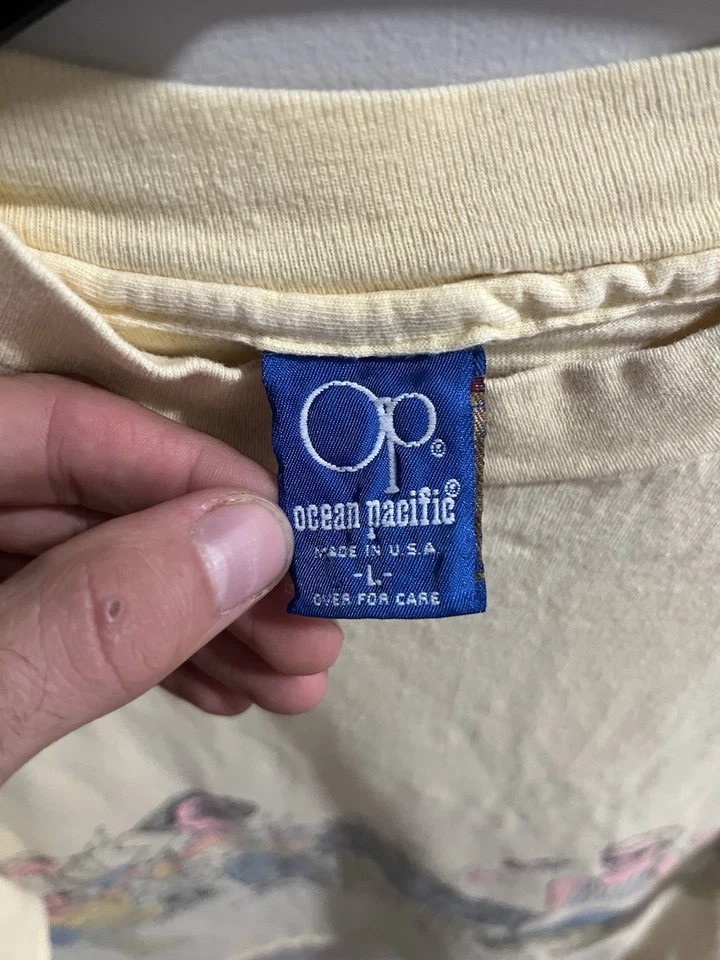 op®
ocean pacific®
MADE IN U.S.A.
-L-
OVER FOR CARE